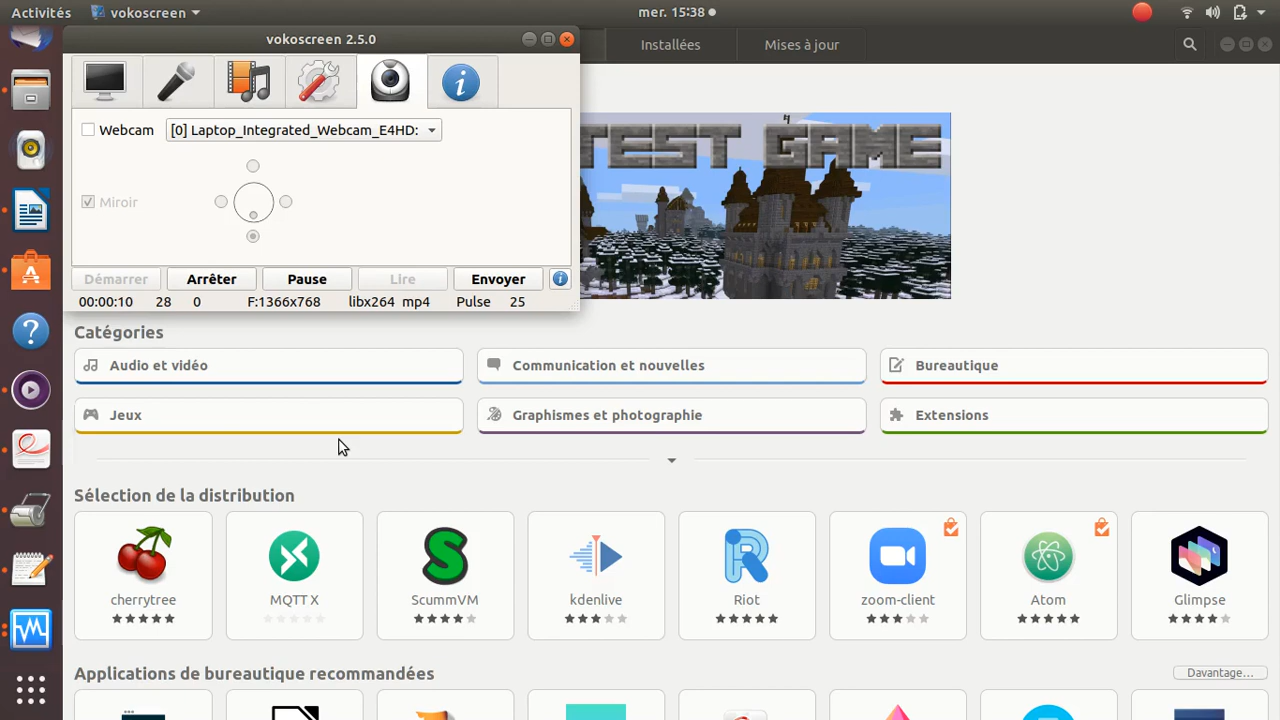 Activités
vokoscreen
mer. 15:38
vokoscreen 2.5.0
Installées
Mises à jour
Webcam
[0] Laptop_Integrated_Webcam_E4HD:
TEST GAME
Miroir
Démarrer
Arrêter
Pause
Lire
Envoyer
00:00:10 28 0 F:1366x768 libx264 mp4 Pulse 25
Catégories
Audio et vidéo
Communication et nouvelles
Bureautique
Jeux
Graphismes et photographie
Extensions
Sélection de la distribution
cherrytree
MQTT X
ScummVM
kdenlive
Riot
zoom-client
Atom
Glimpse
Applications de bureautique recommandées
Davantage...